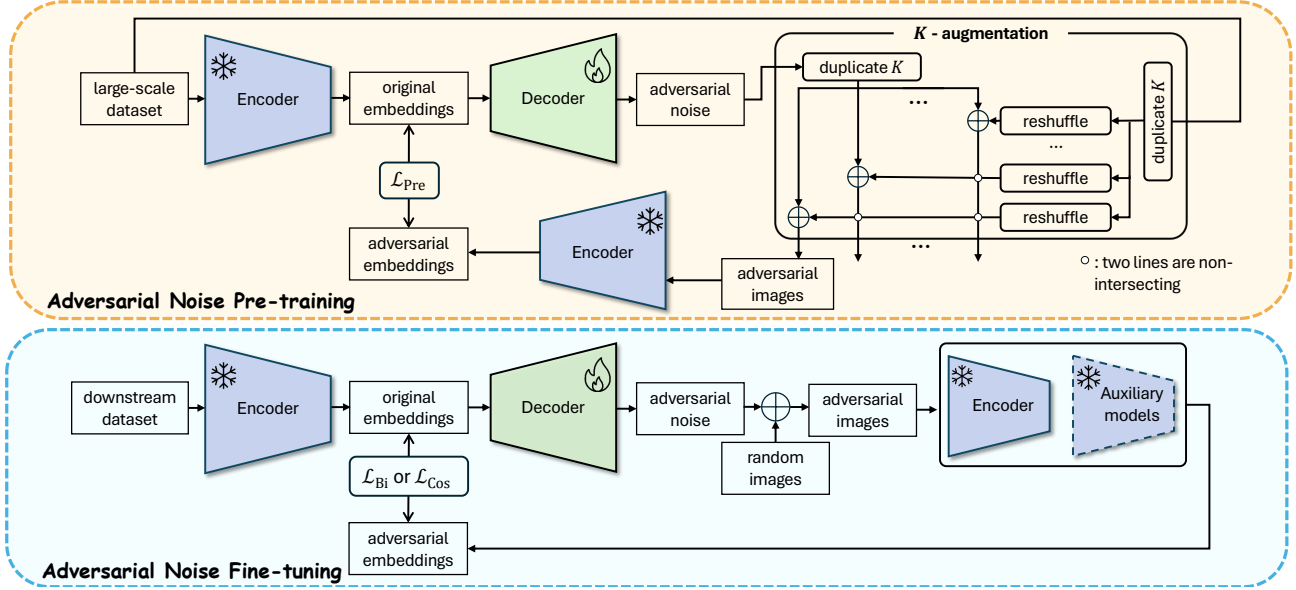 K - augmentation
large-scale
dataset
Encoder
original
embeddings
Decoder
adversarial
noise
duplicate K
...
reshuffle
...
reshuffle
reshuffle
duplicate K
ℒPre
adversarial
embeddings
Encoder
adversarial
images
...
: two lines are non-
intersecting
Adversarial Noise Pre-training
downstream
dataset
Encoder
original
embeddings
Decoder
adversarial
noise
random
images
adversarial
images
Encoder
Auxiliary
models
ℒBi or ℒCos
adversarial
embeddings
Adversarial Noise Fine-tuning